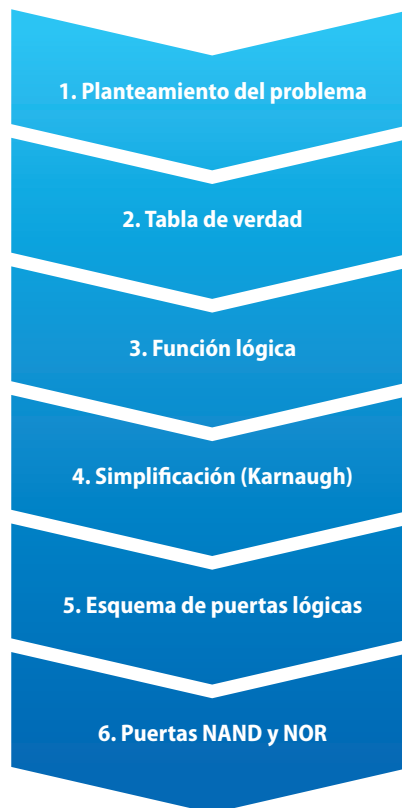 1. Planteamiento del problema
2. Tabla de verdad
3. Función lógica
4. Simplificación (Karnaugh)
5. Esquema de puertas lógicas
6. Puertas NAND y NOR